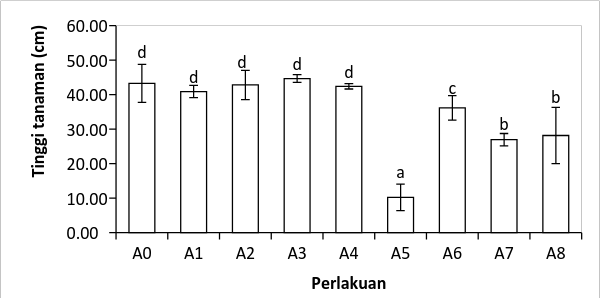 Tinggi tanaman (cm)
60.00
50.00
40.00
30.00
20.00
10.00
0.00
d d d d d a c b b
A0 A1 A2 A3 A4 A5 A6 A7 A8
Perlakuan